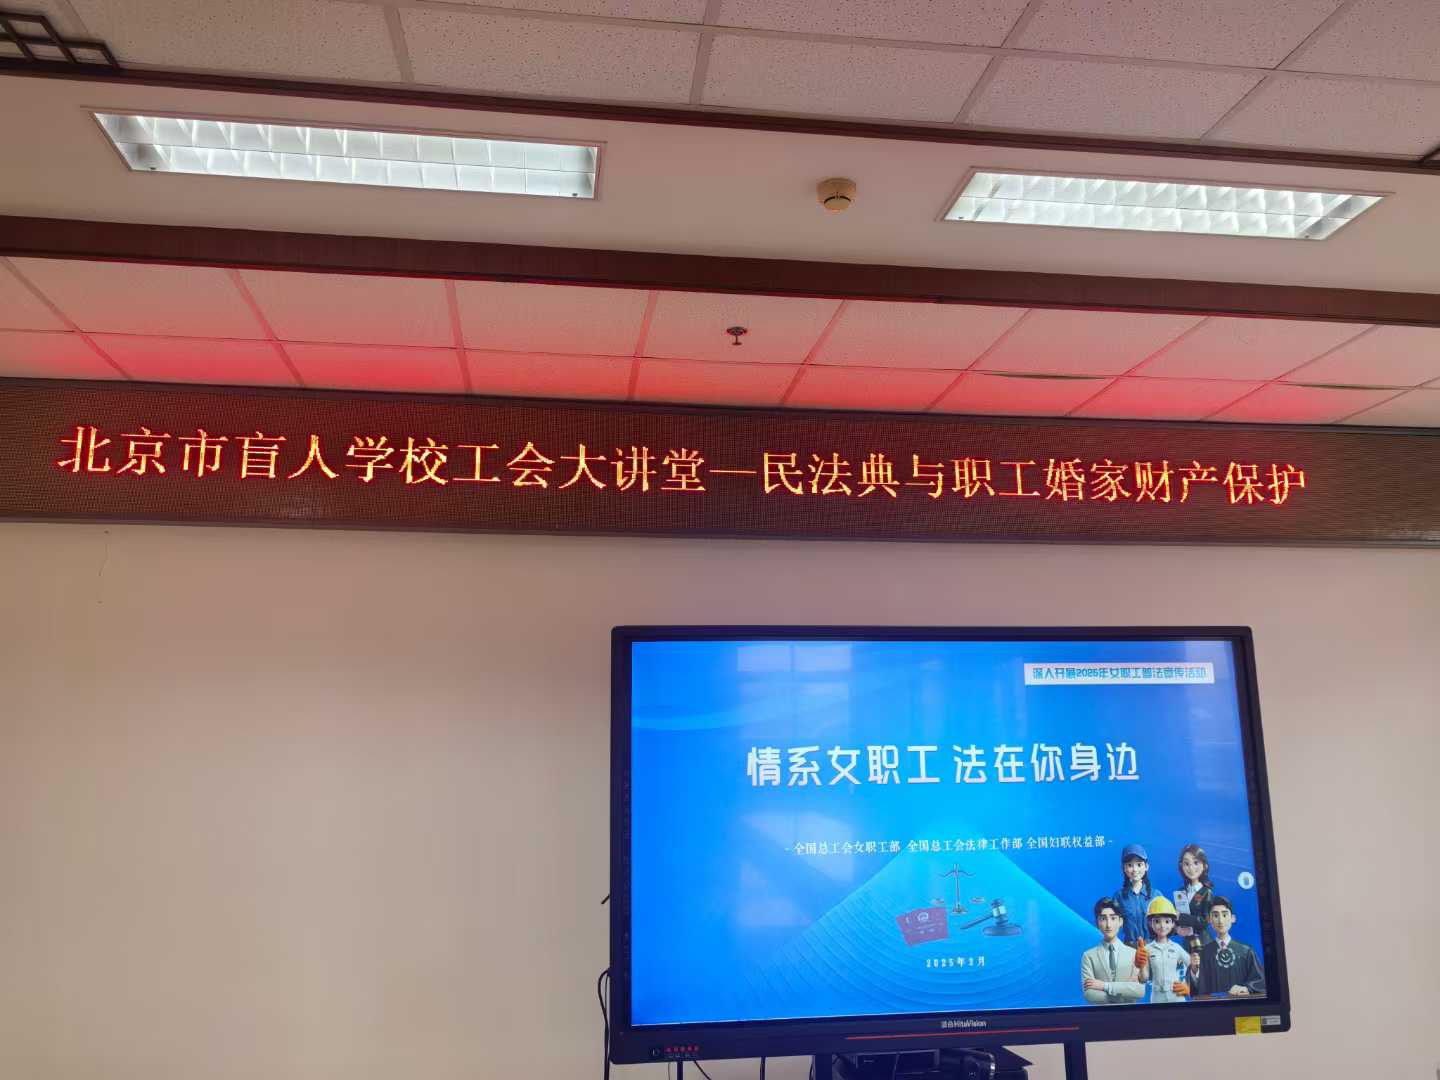 北京市盲人学校工会大讲堂—民法典与职工婚家财产保护
深入开展2025年女职工普法宣传活动
情系女职工 法在你身边
-全国总工会女职工部 全国总工会法律工作部 全国妇联权益部-
2025年2月
HiteVision